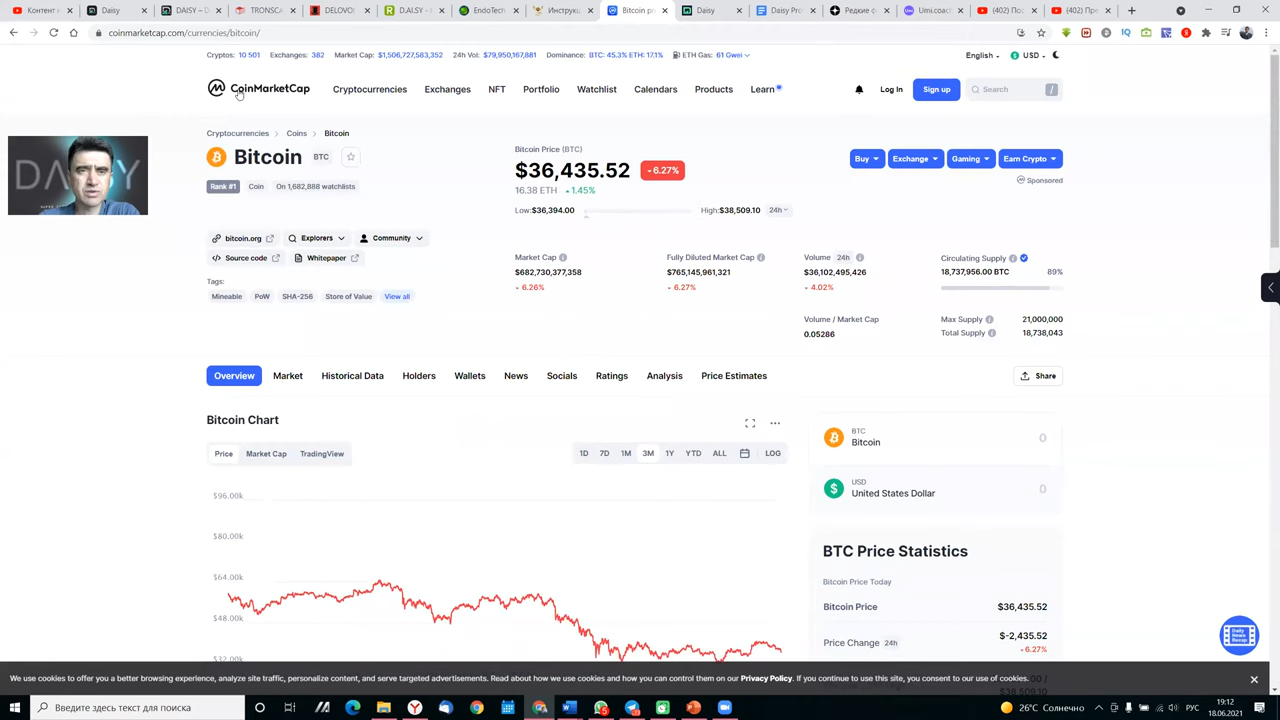 Контент к
Daisy
DAISY – D
TRONSCA
DELOVOI
D.AI.SY – А
EndoTech
Инструкц
Bitcoin pri
Daisy
Daisy Pro
Редкие ф
Umi.coach
(402) Пос
(402) Пре
coinmarketcap.com/currencies/bitcoin/
Cryptos: 10 501 Exchanges: 382 Market Cap: $1,506,727,583,352 24h Vol: $79,950,167,881 Dominance: BTC: 45.3% ETH: 17.1% ETH Gas: 61 Gwei
English USD
CoinMarketCap
Cryptocurrencies Exchanges NFT Portfolio Watchlist Calendars Products Learn
Log In Sign up Search /
Cryptocurrencies Coins Bitcoin
Bitcoin BTC
Rank #1 Coin On 1,682,888 watchlists
DAISY
Bitcoin Price (BTC)
$36,435.52 6.27%
16.38 ETH 1.45%
Low:$36,394.00 High:$38,509.10 24h
Buy Exchange Gaming Earn Crypto
Sponsored
bitcoin.org Explorers Community
Source code Whitepaper
Tags:
Mineable PoW SHA-256 Store of Value View all
Market Cap
$682,730,377,358
6.26%
Fully Diluted Market Cap
$765,145,961,321
6.27%
Volume 24h
$36,102,495,426
4.02%
Volume / Market Cap
0.05286
Circulating Supply
18,737,956.00 BTC 89%
Max Supply 21,000,000
Total Supply 18,738,043
Overview Market Historical Data Holders Wallets News Socials Ratings Analysis Price Estimates Share
Bitcoin Chart
Price Market Cap TradingView
1D 7D 1M 3M 1Y YTD ALL LOG
$96.00k
$80.00k
$64.00k
$48.00k
$32.00k
BTC
Bitcoin 0
USD
United States Dollar 0
BTC Price Statistics
Bitcoin Price Today
Bitcoin Price $36,435.52
Price Change 24h $-2,435.52
6.27%
Daily News Recap
We use cookies to offer you a better browsing experience, analyze site traffic, personalize content, and serve targeted advertisements. Read about how we use cookies and how you can control them on our Privacy Policy. If you continue to use this site, you consent to our use of cookies.
Введите здесь текст для поиска
26°C Солнечно
РУС
19:12
18.06.2021